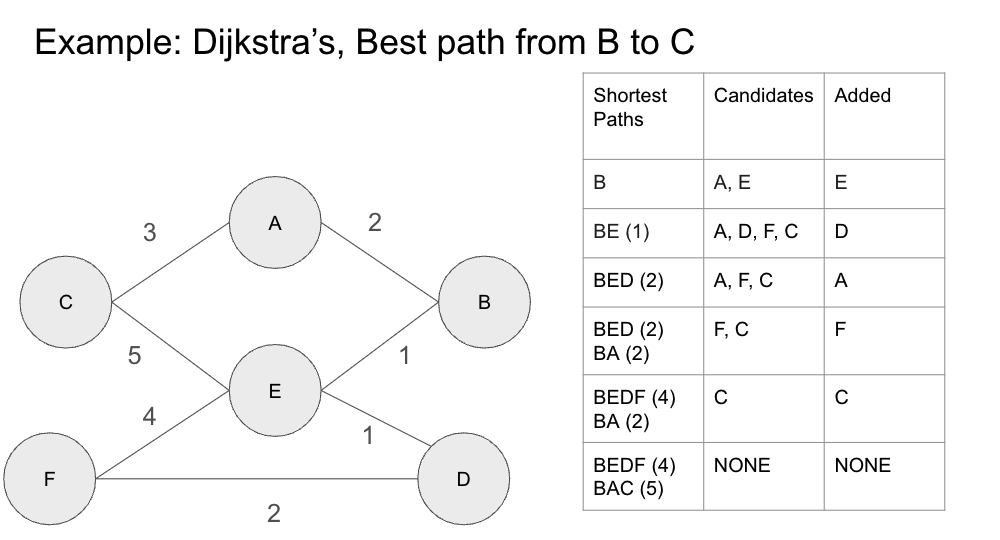 Example: Dijkstra's, Best path from B to C
Shortest Paths Candidates Added
B A, E E
BE (1) A, D, F, C D
BED (2) A, F, C A
BED (2) F, C F
BA (2)
BEDF (4) C C
BA (2)
BEDF (4) NONE NONE
BAC (5)
A
3
2
C
B
5
1
E
4
1
F
D
2